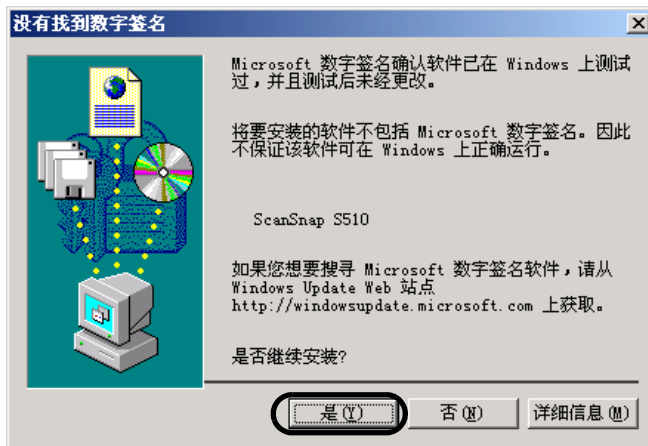 没有找到数字签名
Microsoft 数字签名确认软件已在 Windows 上测试
过，并且测试后未经更改。
将要安装的软件不包括 Microsoft 数字签名。因此
不保证该软件可在 Windows 上正确运行。
ScanSnap S510
如果您想要搜寻 Microsoft 数字签名软件，请从
Windows Update Web 站点
http://windowsupdate.microsoft.com 上获取。
是否继续安装?
是(Y)
否(N)
详细信息(M)